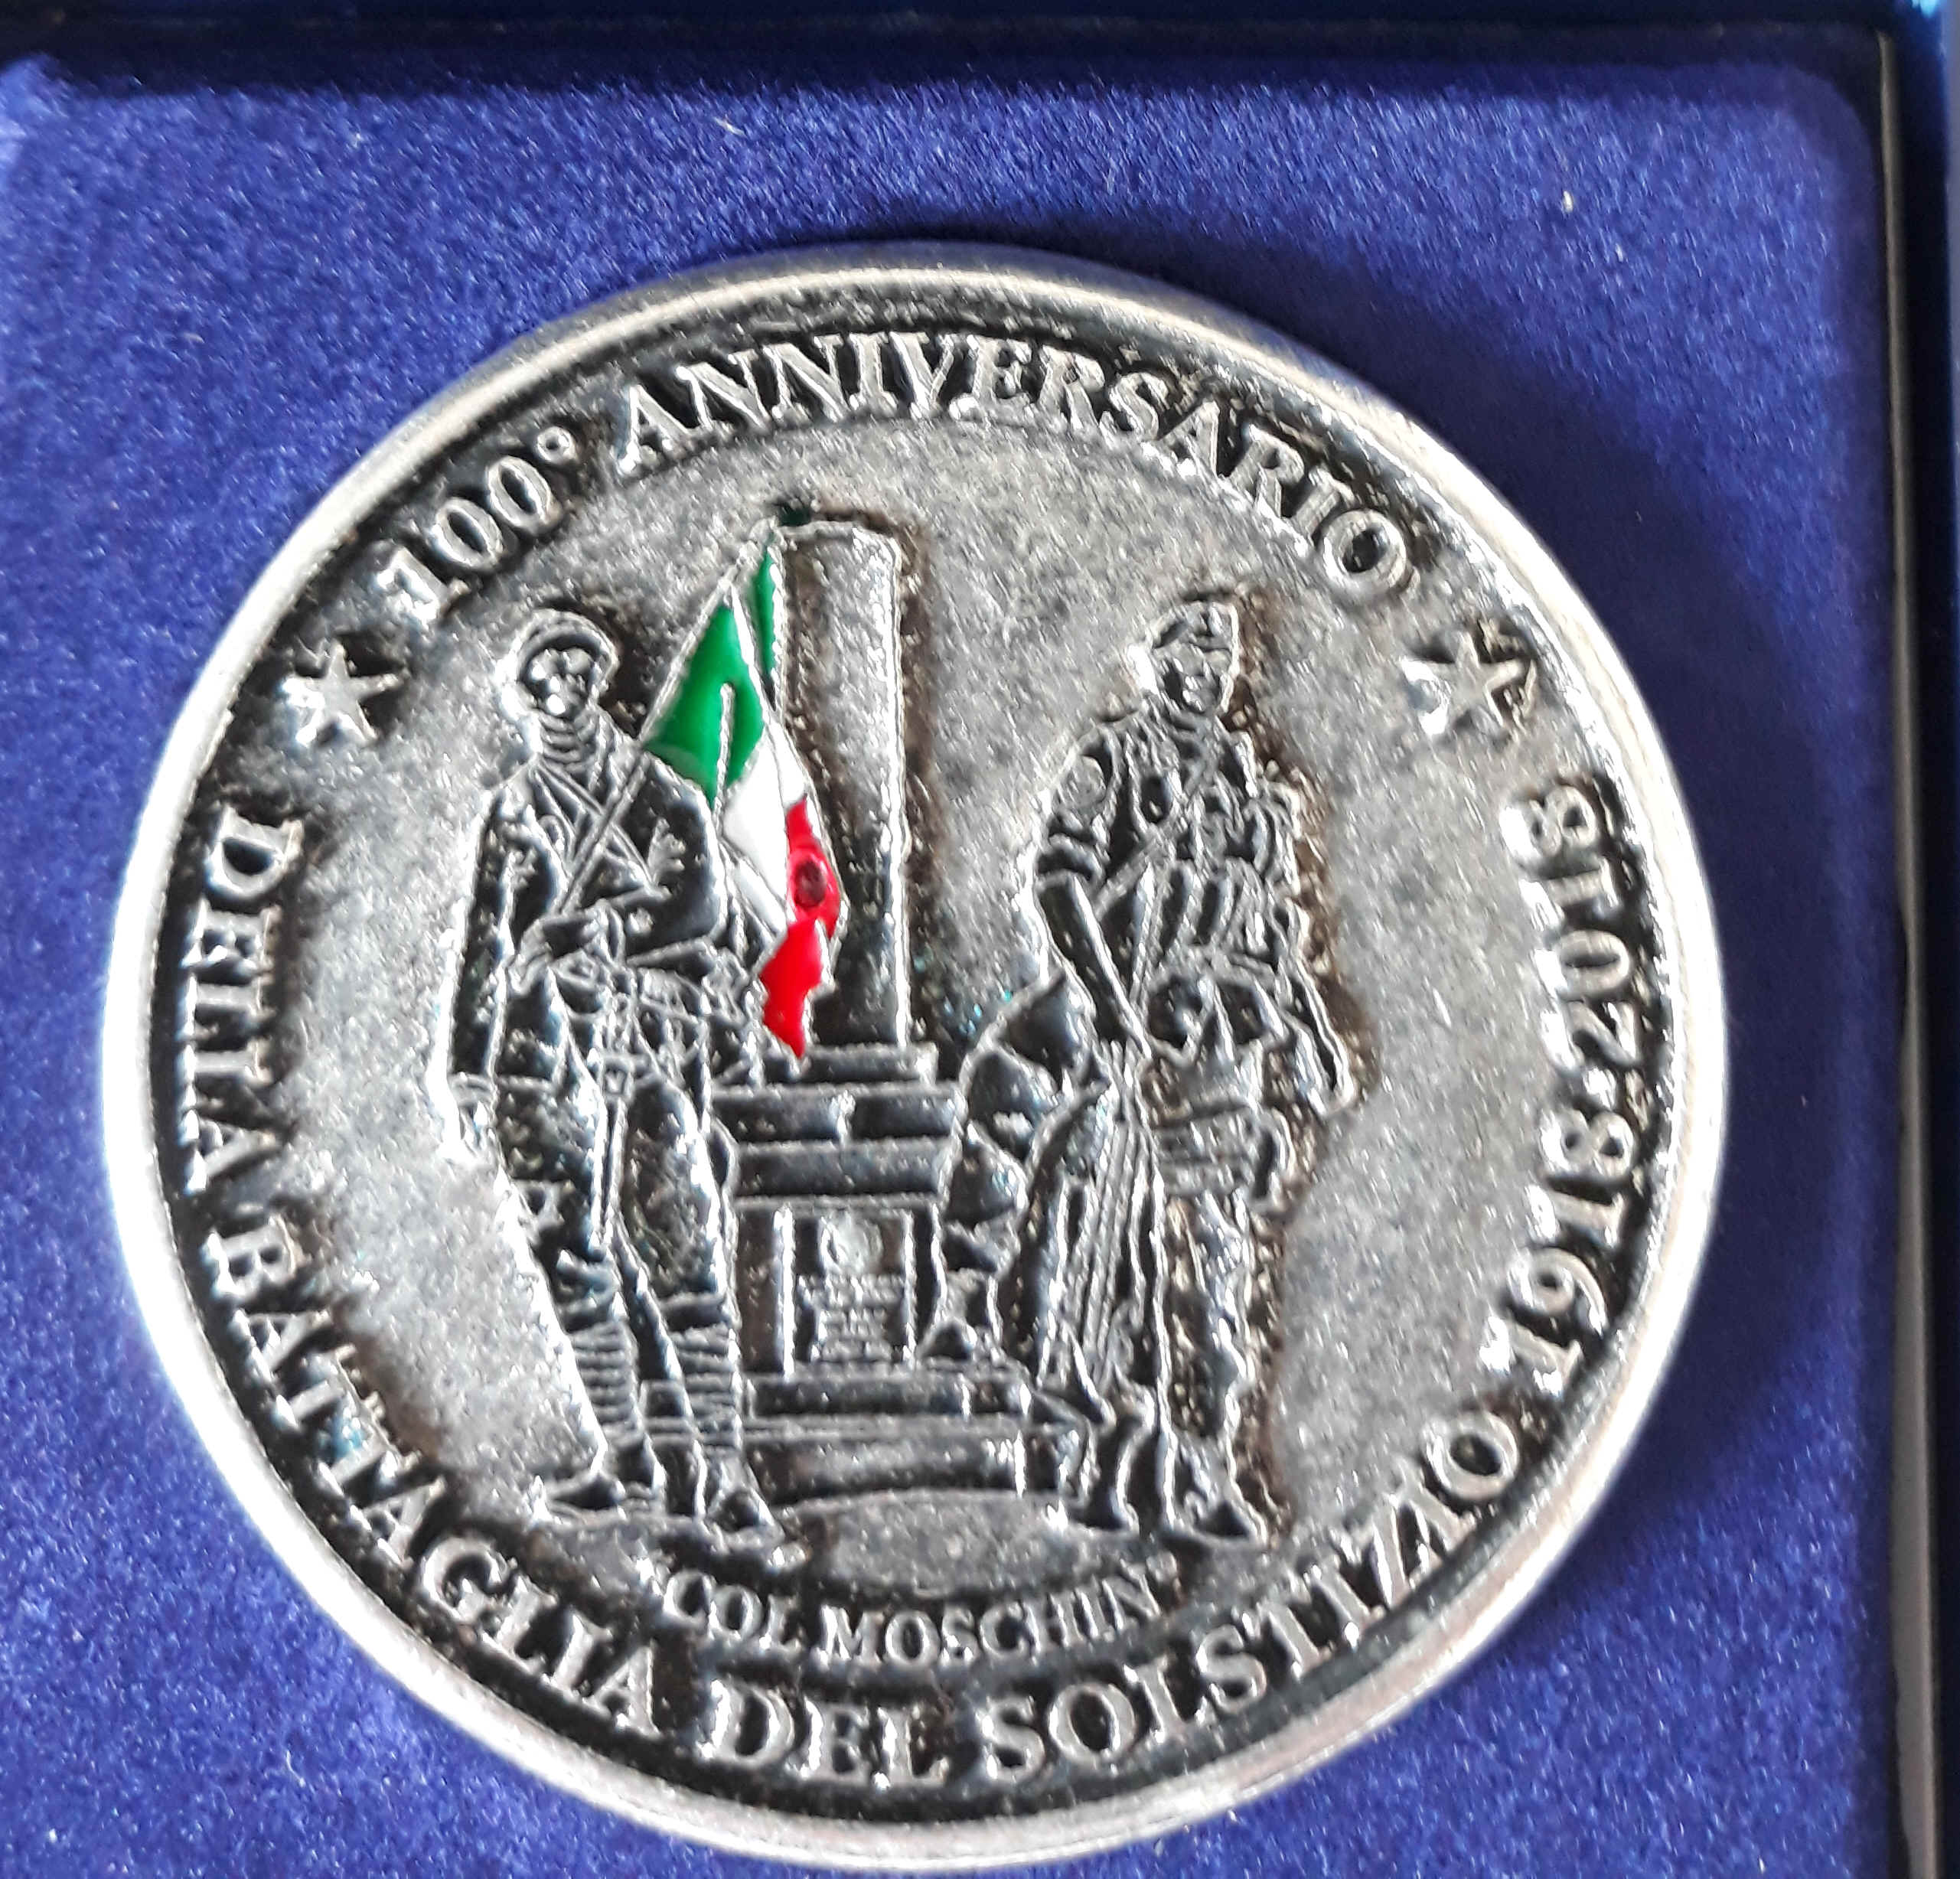 100° ANNIVERSARIO
DELLA BATTAGLIA DEL SOLSTIZIO 1918-2018
"COL MOSCHIN"